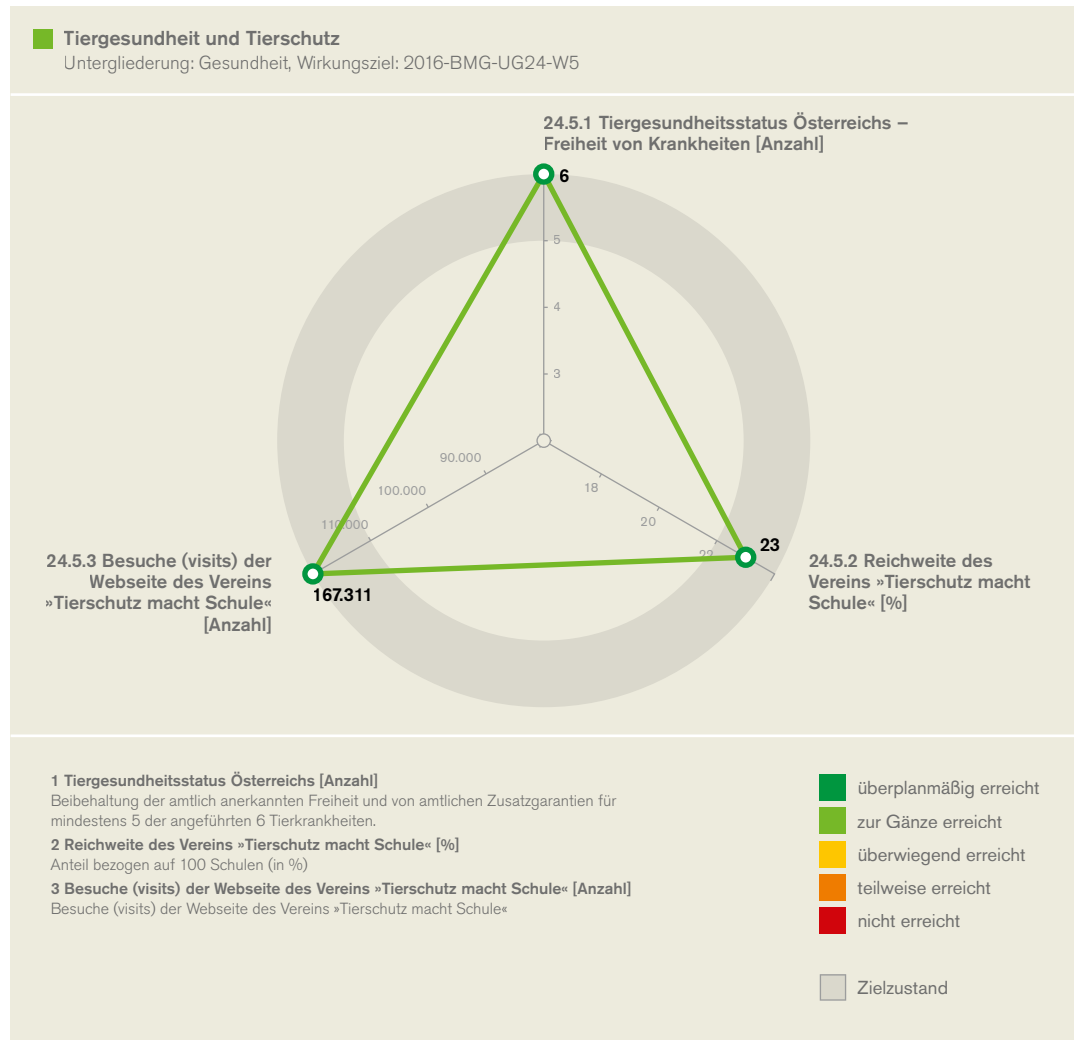 Tiergesundheit und Tierschutz
Untergliederung: Gesundheit, Wirkungsziel: 2016-BMG-UG24-W5
24.5.1 Tiergesundheitsstatus Österreichs –
Freiheit von Krankheiten [Anzahl]
6
5
4
3
90.000
100.000
110.000
18
20
22
23
24.5.2 Reichweite des
Vereins »Tierschutz macht
Schule« [%]
24.5.3 Besuche (visits) der
Webseite des Vereins
»Tierschutz macht Schule«
[Anzahl]
167.311
1 Tiergesundheitsstatus Österreichs [Anzahl]
Beibehaltung der amtlich anerkannten Freiheit und von amtlichen Zusatzgarantien für
mindestens 5 der angeführten 6 Tierkrankheiten.
2 Reichweite des Vereins »Tierschutz macht Schule« [%]
Anteil bezogen auf 100 Schulen (in %)
3 Besuche (visits) der Webseite des Vereins »Tierschutz macht Schule« [Anzahl]
Besuche (visits) der Webseite des Vereins »Tierschutz macht Schule«
überplanmäßig erreicht
zur Gänze erreicht
überwiegend erreicht
teilweise erreicht
nicht erreicht
Zielzustand